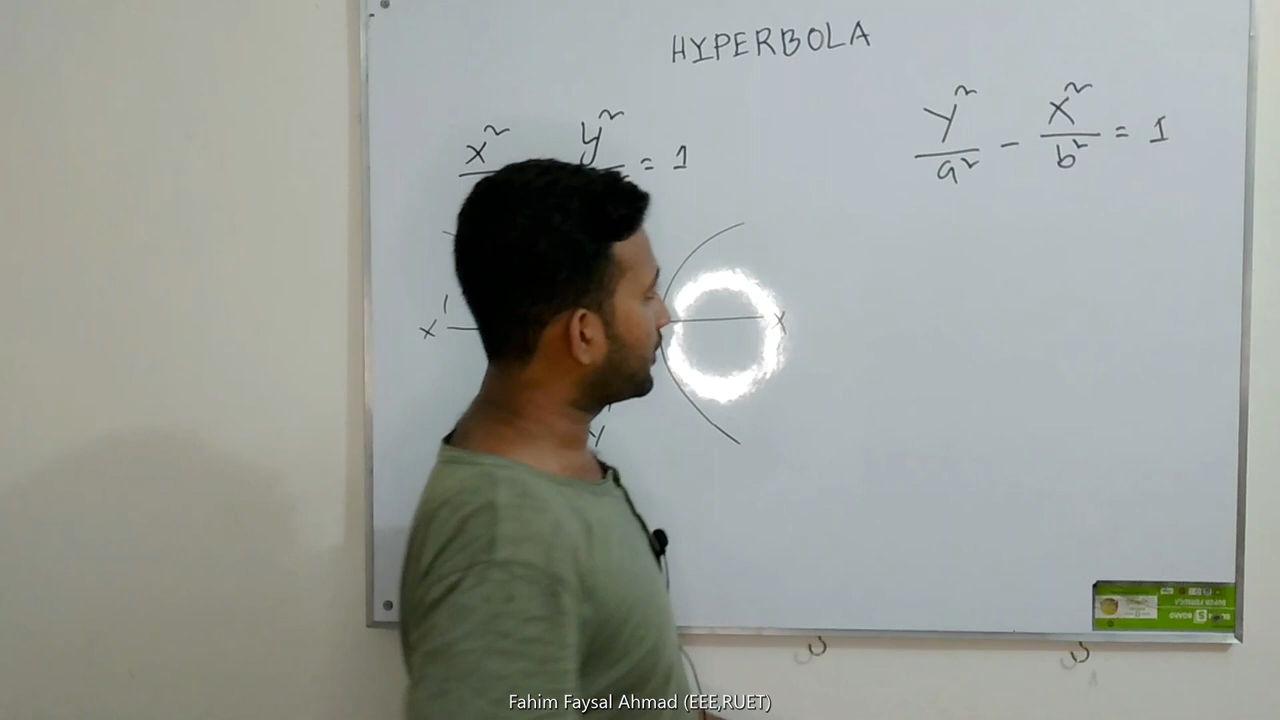 HYPERBOLA
x² y² = 1
Y²/a² - X²/b² = 1
X' X
Y
Fahim Faysal Ahmad (EEE,RUET)